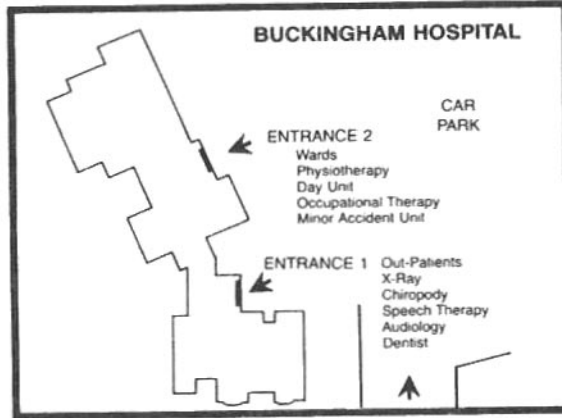 BUCKINGHAM HOSPITAL
CAR
PARK
ENTRANCE 2
Wards
Physiotherapy
Day Unit
Occupational Therapy
Minor Accident Unit
ENTRANCE 1 Out-Patients
X-Ray
Chiropody
Speech Therapy
Audiology
Dentist